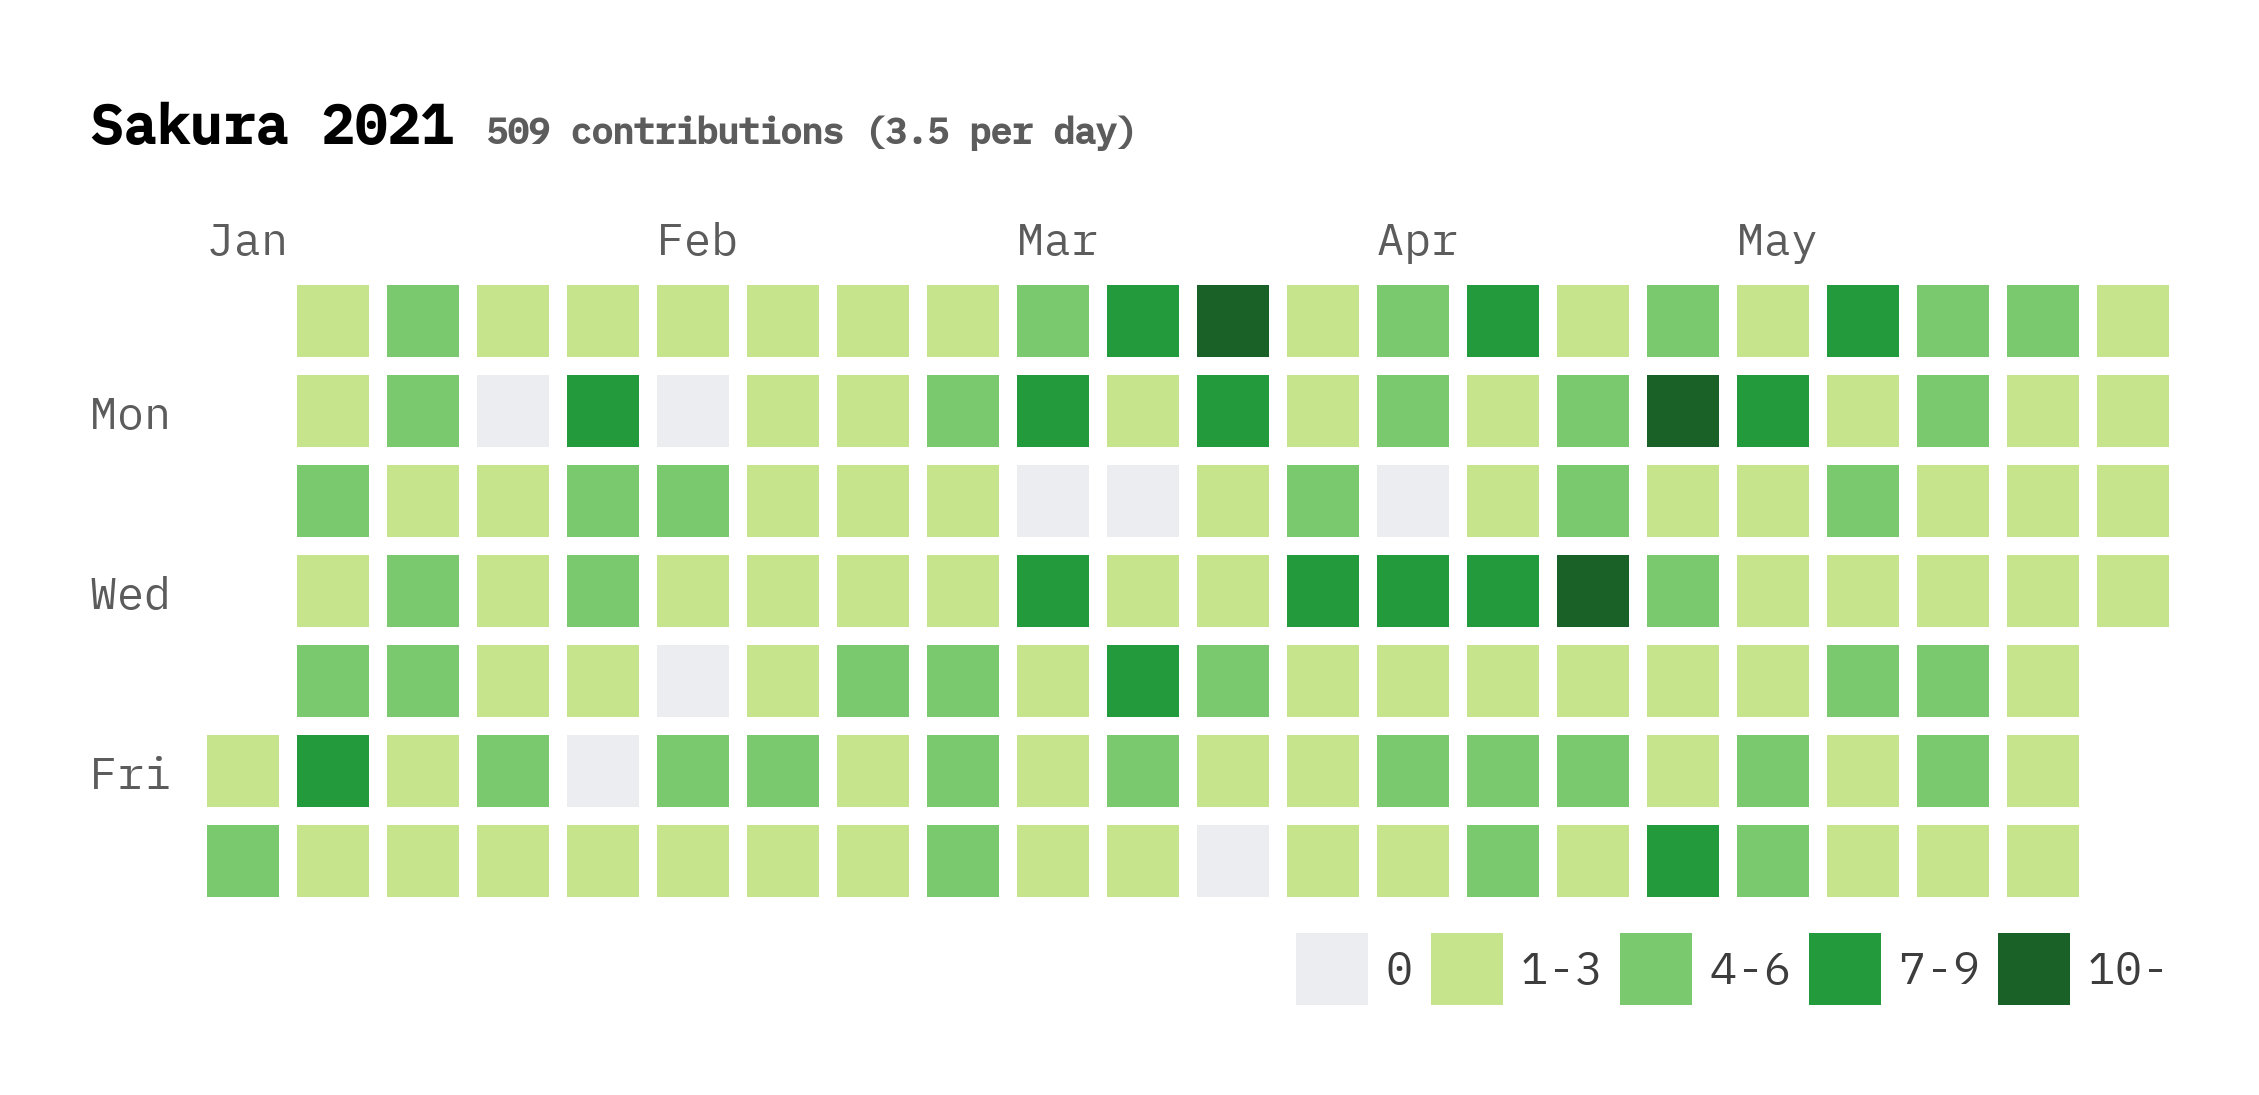 Sakura 2021 509 contributions (3.5 per day)
Jan Feb Mar Apr May
Mon
Wed
Fri
0 1-3 4-6 7-9 10-